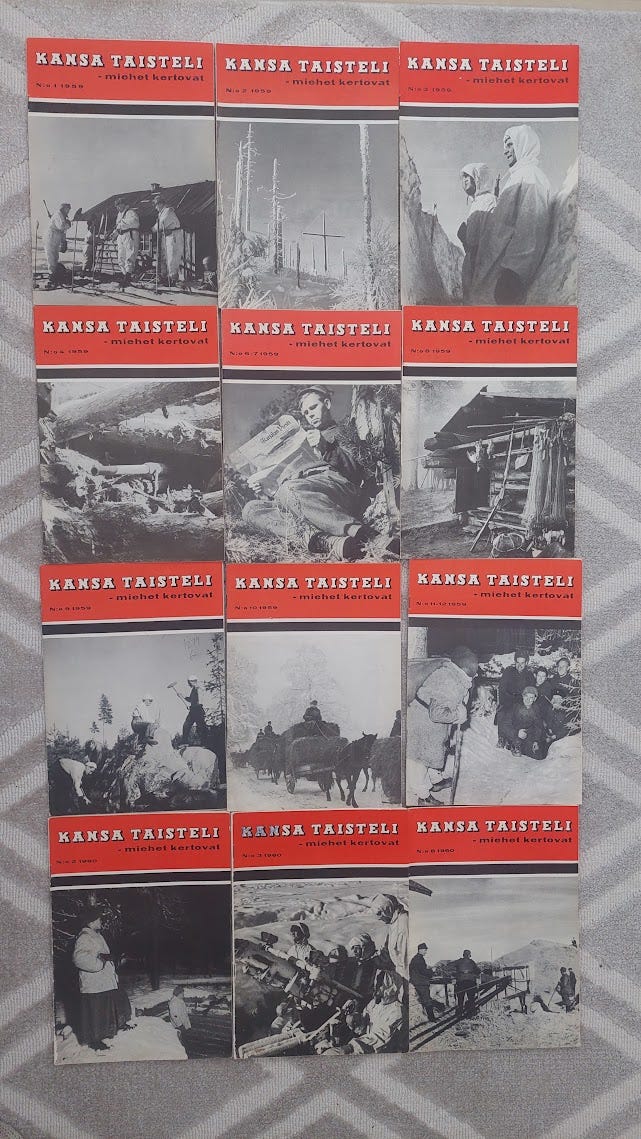 KANSA TAISTELI
- miehet kertovat
N:o 1 1959
KANSA TAISTELI
- miehet kertovat
N:o 2 1959
KANSA TAISTELI
- miehet kertovat
N:o 3 1959
KANSA TAISTELI
- miehet kertovat
N:o 4 1959
KANSA TAISTELI
- miehet kertovat
N:o 6-7 1959
KANSA TAISTELI
- miehet kertovat
N:o 8 1959
KANSA TAISTELI
- miehet kertovat
N:o 9 1959
KANSA TAISTELI
- miehet kertovat
N:o 10 1959
KANSA TAISTELI
- miehet kertovat
N:o 11-12 1959
KANSA TAISTELI
- miehet kertovat
N:o 2 1960
KANSA TAISTELI
- miehet kertovat
N:o 3 1960
KANSA TAISTELI
- miehet kertovat
N:o 6 1960